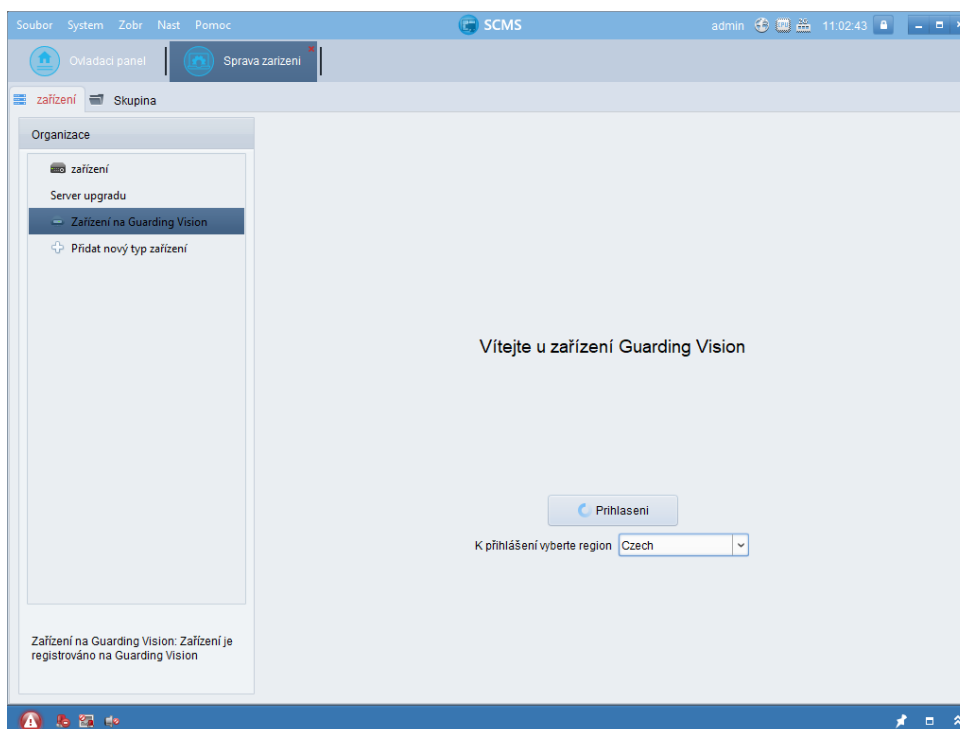 Soubor System Zobr Nast Pomoc SCMS admin 11:02:43
Ovladaci panel Sprava zarizeni
zařízení Skupina
Organizace
zařízení
Server upgradu
Zařízení na Guarding Vision
Přidat nový typ zařízení
Vítejte u zařízení Guarding Vision
Prihlaseni
K přihlášení vyberte region Czech
Zařízení na Guarding Vision: Zařízení je
registrováno na Guarding Vision